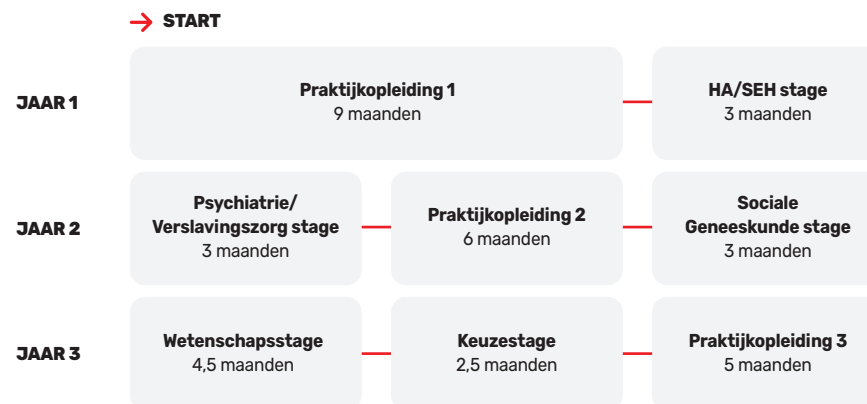 START
JAAR 1
Praktijkopleiding 1
9 maanden
HA/SEH stage
3 maanden
JAAR 2
Psychiatrie/
Verslavingszorg stage
3 maanden
Praktijkopleiding 2
6 maanden
Sociale
Geneeskunde stage
3 maanden
JAAR 3
Wetenschapsstage
4,5 maanden
Keuzestage
2,5 maanden
Praktijkopleiding 3
5 maanden